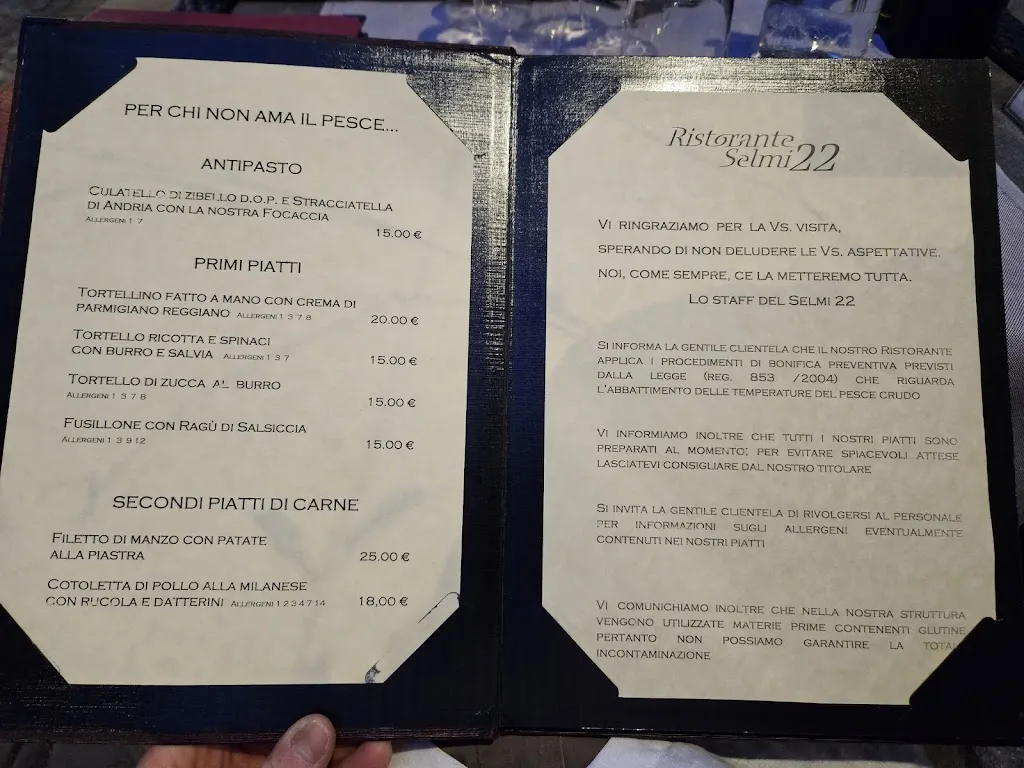 PER CHI NON AMA IL PESCE...
ANTIPASTO
CULATELLO DI ZIBELLO D.O.P. E STRACCIATELLA
DI ANDRIA CON LA NOSTRA FOCACCIA
ALLERGENI 1 7
15.00 €
PRIMI PIATTI
TORTELLINO FATTO A MANO CON CREMA DI
PARMIGIANO REGGIANO ALLERGENI 1 3 7 8 20.00 €
TORTELLO RICOTTA E SPINACI
CON BURRO E SALVIA ALLERGENI 1 3 7 15.00 €
TORTELLO DI ZUCCA AL BURRO
ALLERGENI 1 3 7 8 15.00 €
FUSILLONE CON RAGÙ DI SALSICCIA
ALLERGENI 1 3 9 12 15.00 €
SECONDI PIATTI DI CARNE
FILETTO DI MANZO CON PATATE
ALLA PIASTRA 25.00 €
COTOLETTA DI POLLO ALLA MILANESE
CON RUCOLA E DATTERINI ALLERGENI 1 2 3 4 7 14 18,00 €
Ristorante
Selmi 22
VI RINGRAZIAMO PER LA VS. VISITA,
SPERANDO DI NON DELUDERE LE VS. ASPETTATIVE.
NOI, COME SEMPRE, CE LA METTEREMO TUTTA.
LO STAFF DEL SELMI 22
SI INFORMA LA GENTILE CLIENTELA CHE IL NOSTRO RISTORANTE
APPLICA I PROCEDIMENTI DI BONIFICA PREVENTIVA PREVISTI
DALLA LEGGE (REG. 853 /2004) CHE RIGUARDA
L'ABBATTIMENTO DELLE TEMPERATURE DEL PESCE CRUDO
VI INFORMIAMO INOLTRE CHE TUTTI I NOSTRI PIATTI SONO
PREPARATI AL MOMENTO; PER EVITARE SPIACEVOLI ATTESE
LASCIATEVI CONSIGLIARE DAL NOSTRO TITOLARE
SI INVITA LA GENTILE CLIENTELA DI RIVOLGERSI AL PERSONALE
PER INFORMAZIONI SUGLI ALLERGENI EVENTUALMENTE
CONTENUTI NEI NOSTRI PIATTI
VI COMUNICHIAMO INOLTRE CHE NELLA NOSTRA STRUTTURA
VENGONO UTILIZZATE MATERIE PRIME CONTENENTI GLUTINE
PERTANTO NON POSSIAMO GARANTIRE LA TOTAL
INCONTAMINAZIONE